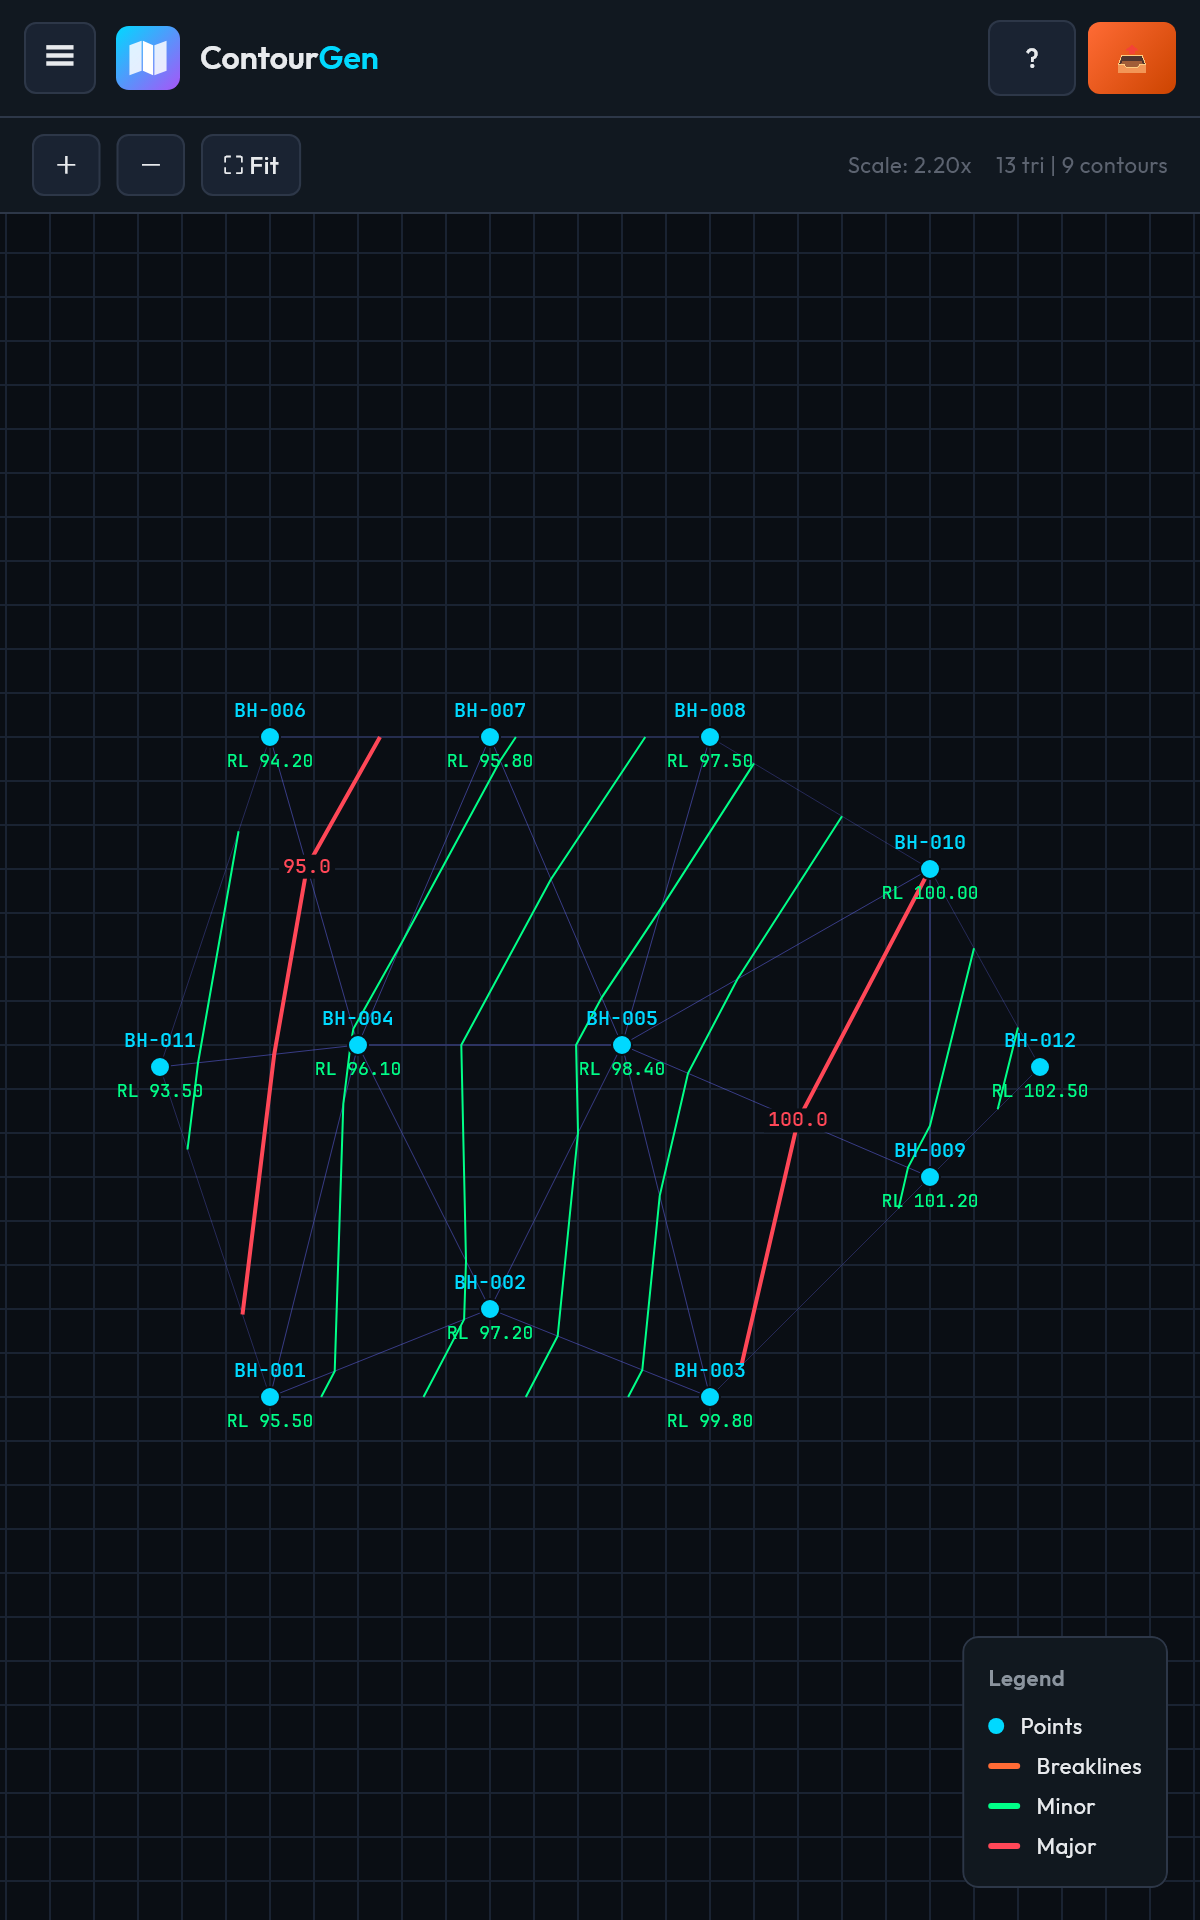 ContourGen
?
+
−
Fit
Scale: 2.20x
13 tri | 9 contours
BH-006
BH-007
BH-008
RL 94.20
RL 95.80
RL 97.50
BH-010
95.0
RL 100.00
BH-004
BH-005
BH-011
BH-012
RL 96.10
RL 98.40
RL 93.50
RL 102.50
100.0
BH-009
RL 101.20
BH-002
RL 97.20
BH-001
BH-003
RL 95.50
RL 99.80
Legend
Points
Breaklines
Minor
Major